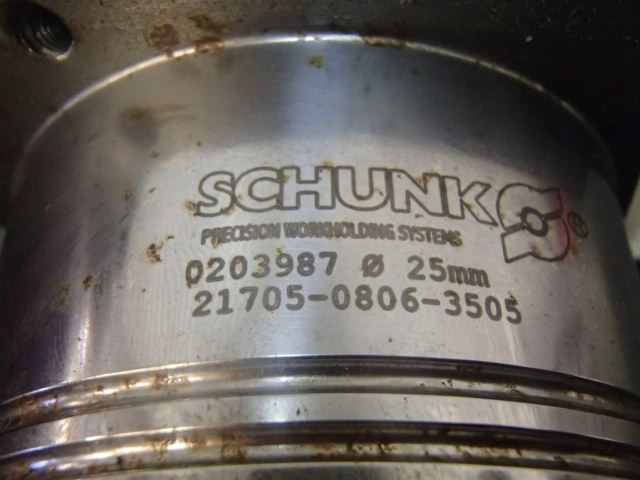 SCHUNK ®
PRECISION WORKHOLDING SYSTEMS
0203987 Ø 25mm
21705-0806-3505